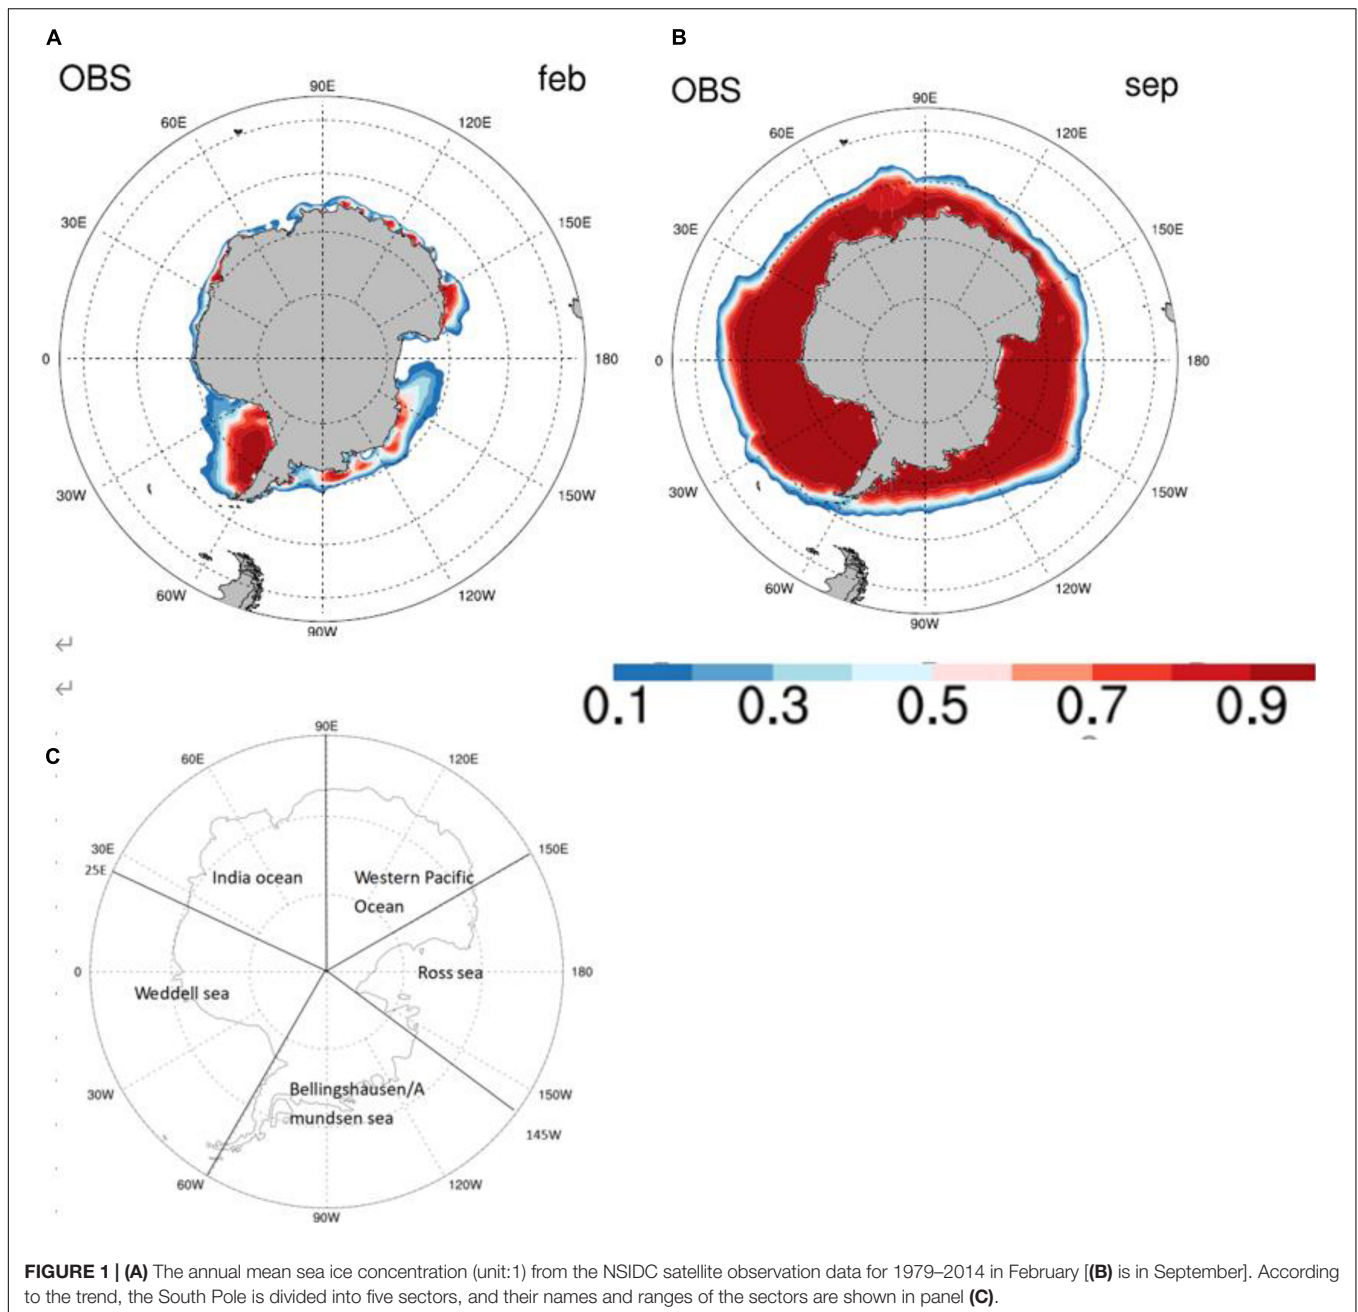 A
B
OBS
feb
OBS
sep
90E
60E
120E
30E
150E
0
180
30W
150W
60W
120W
90W
90E
60E
120E
30E
150E
0
180
30W
150W
60W
120W
90W
↵
↵
0.1 0.3 0.5 0.7 0.9
C
90E
60E
120E
30E
150E
25E
India ocean
Western Pacific
Ocean
0
Ross sea
180
Weddell sea
30W
Bellingshausen/A
mundsen sea
150W
145W
60W
120W
90W
FIGURE 1 | (A) The annual mean sea ice concentration (unit:1) from the NSIDC satellite observation data for 1979–2014 in February [(B) is in September]. According
to the trend, the South Pole is divided into five sectors, and their names and ranges of the sectors are shown in panel (C).